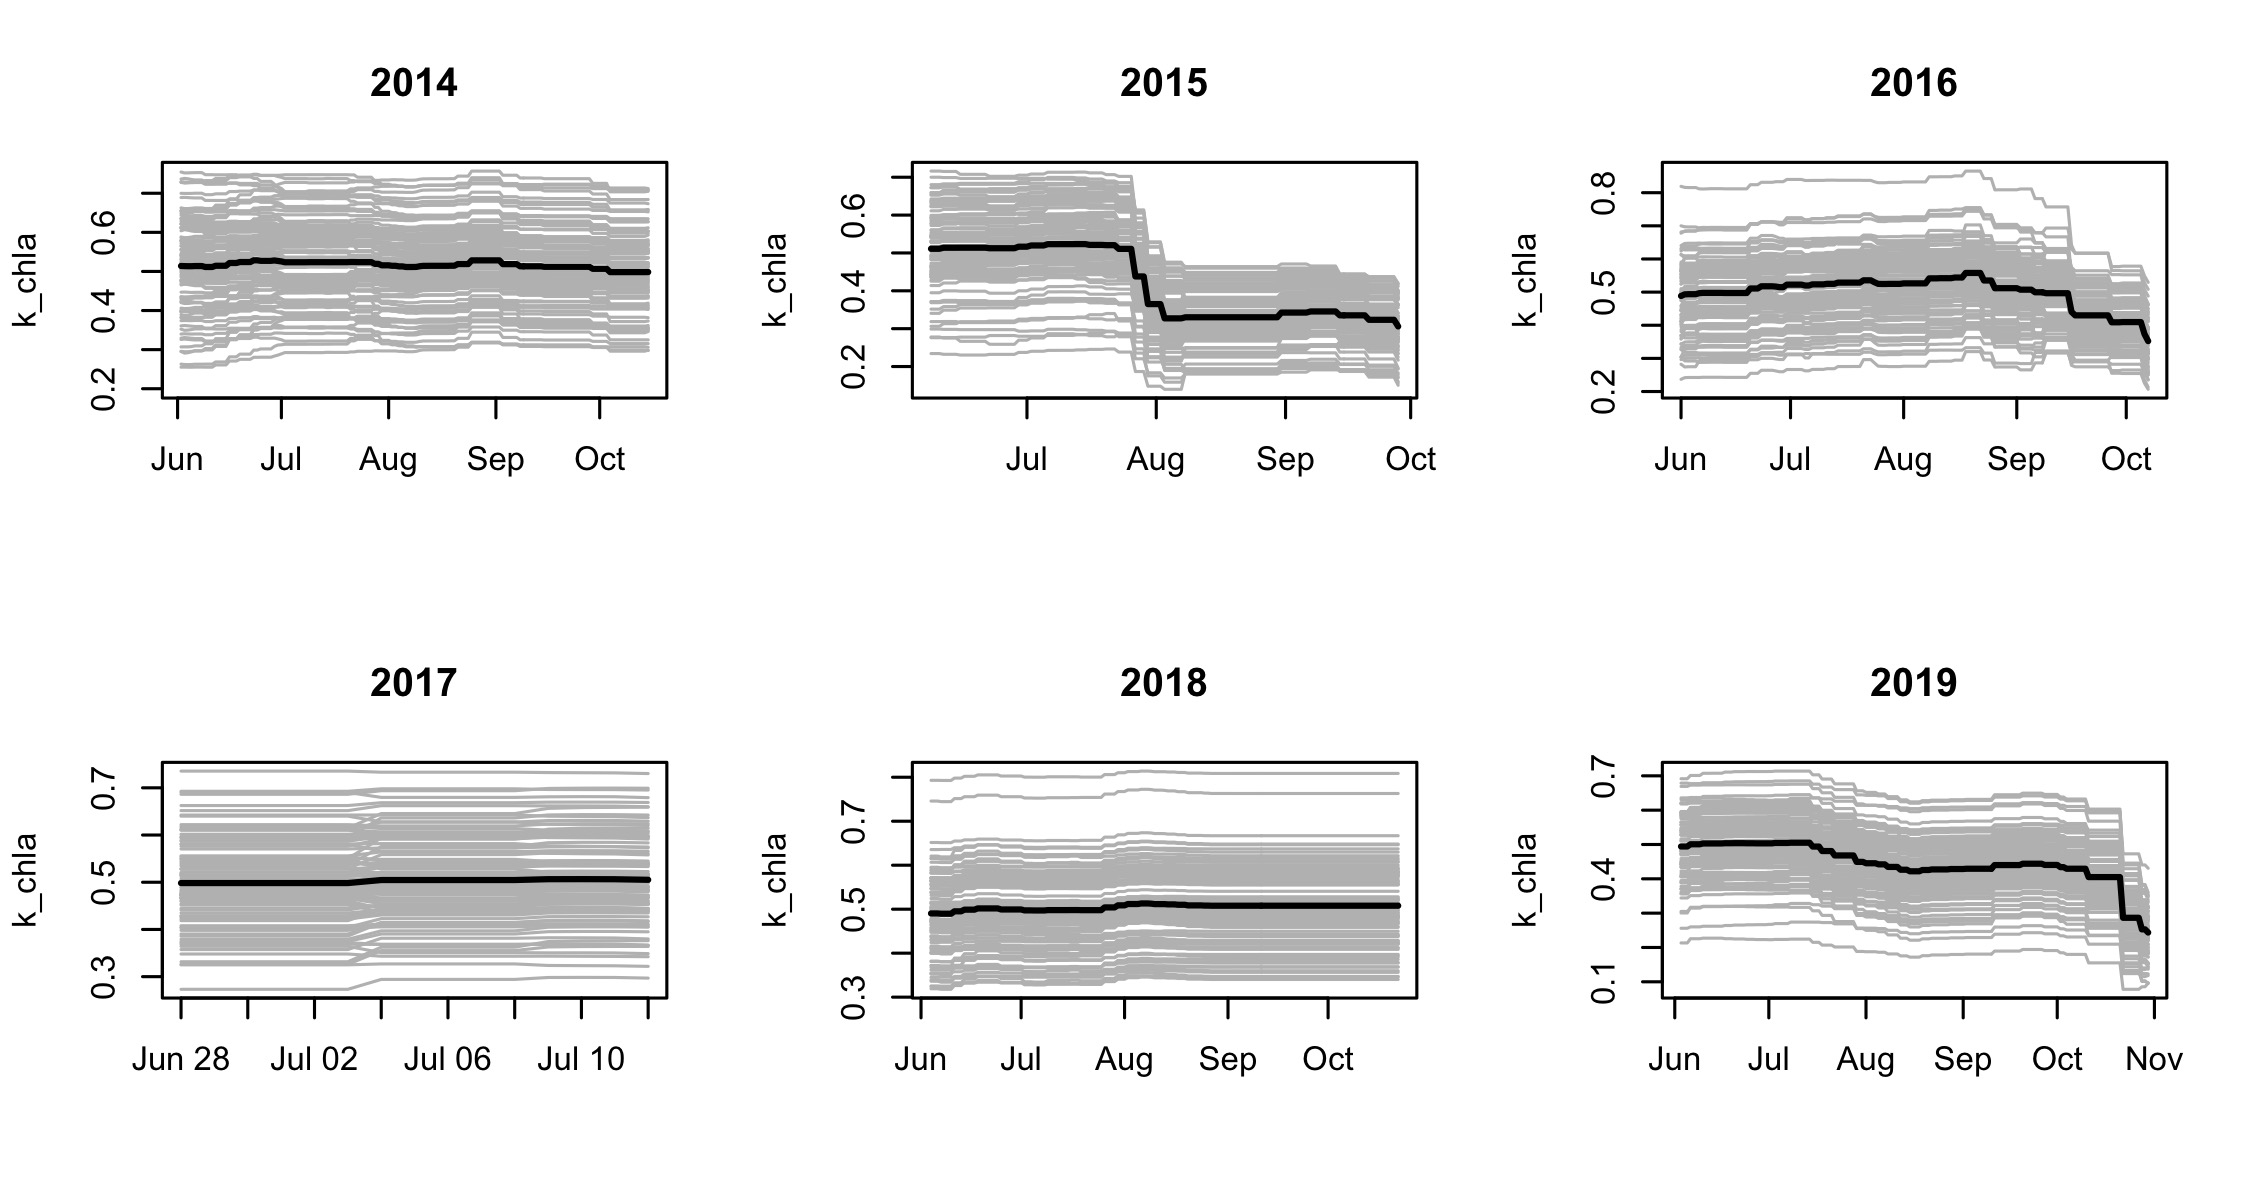 2014
k_chla
0.2 0.4 0.6
Jun Jul Aug Sep Oct
2015
k_chla
0.2 0.4 0.6
Jul Aug Sep Oct
2016
k_chla
0.2 0.5 0.8
Jun Jul Aug Sep Oct
2017
k_chla
0.3 0.5 0.7
Jun 28 Jul 02 Jul 06 Jul 10
2018
k_chla
0.3 0.5 0.7
Jun Jul Aug Sep Oct
2019
k_chla
0.1 0.4 0.7
Jun Jul Aug Sep Oct Nov